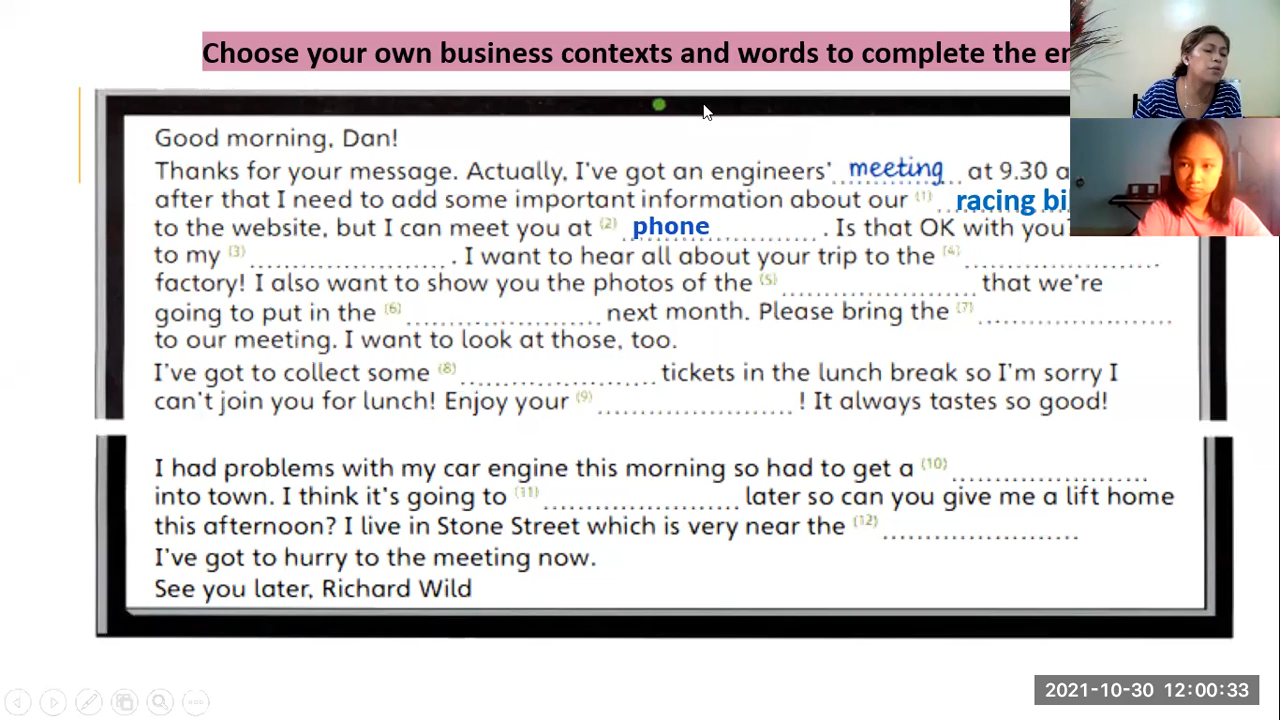 Choose your own business contexts and words to complete the
Good morning, Dan!
Thanks for your message. Actually, I've got an engineers' meeting at 9.30
after that I need to add some important information about our (1) racing
to the website, but I can meet you at (2) phone . Is that OK with you
to my (3) . I want to hear all about your trip to the (4)
factory! I also want to show you the photos of the (5) that we're
going to put in the (6) next month. Please bring the (7)
to our meeting. I want to look at those, too.
I've got to collect some (8) tickets in the lunch break so I'm sorry I
can't join you for lunch! Enjoy your (9) ! It always tastes so good!
I had problems with my car engine this morning so had to get a (10)
into town. I think it's going to (11) later so can you give me a lift home
this afternoon? I live in Stone Street which is very near the (12)
I've got to hurry to the meeting now.
See you later, Richard Wild
2021-10-30 12:00:33